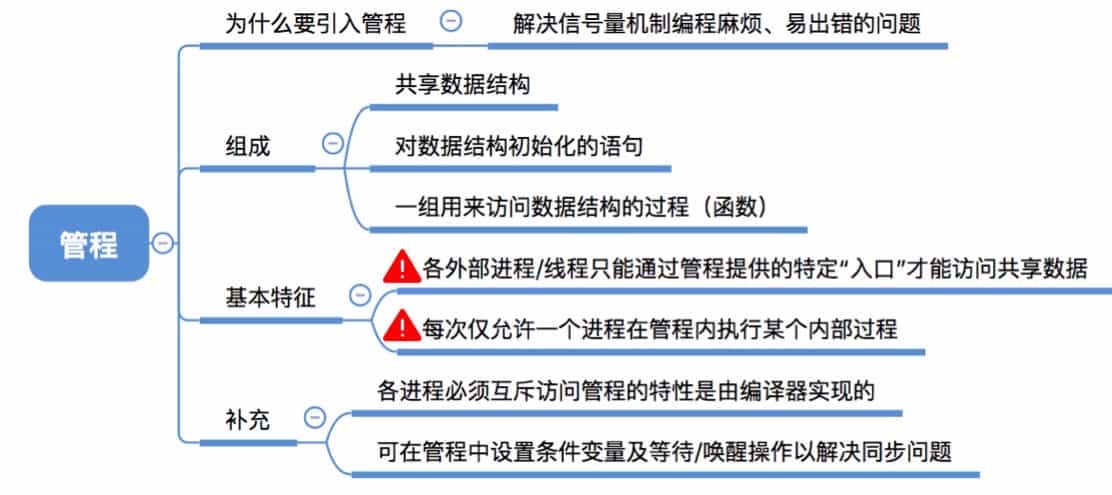 管程
为什么要引入管程
解决信号量机制编程麻烦、易出错的问题
组成
共享数据结构
对数据结构初始化的语句
一组用来访问数据结构的过程（函数）
基本特征
各外部进程/线程只能通过管程提供的特定“入口”才能访问共享数据
每次仅允许一个进程在管程内执行某个内部过程
补充
各进程必须互斥访问管程的特性是由编译器实现的
可在管程中设置条件变量及等待/唤醒操作以解决同步问题